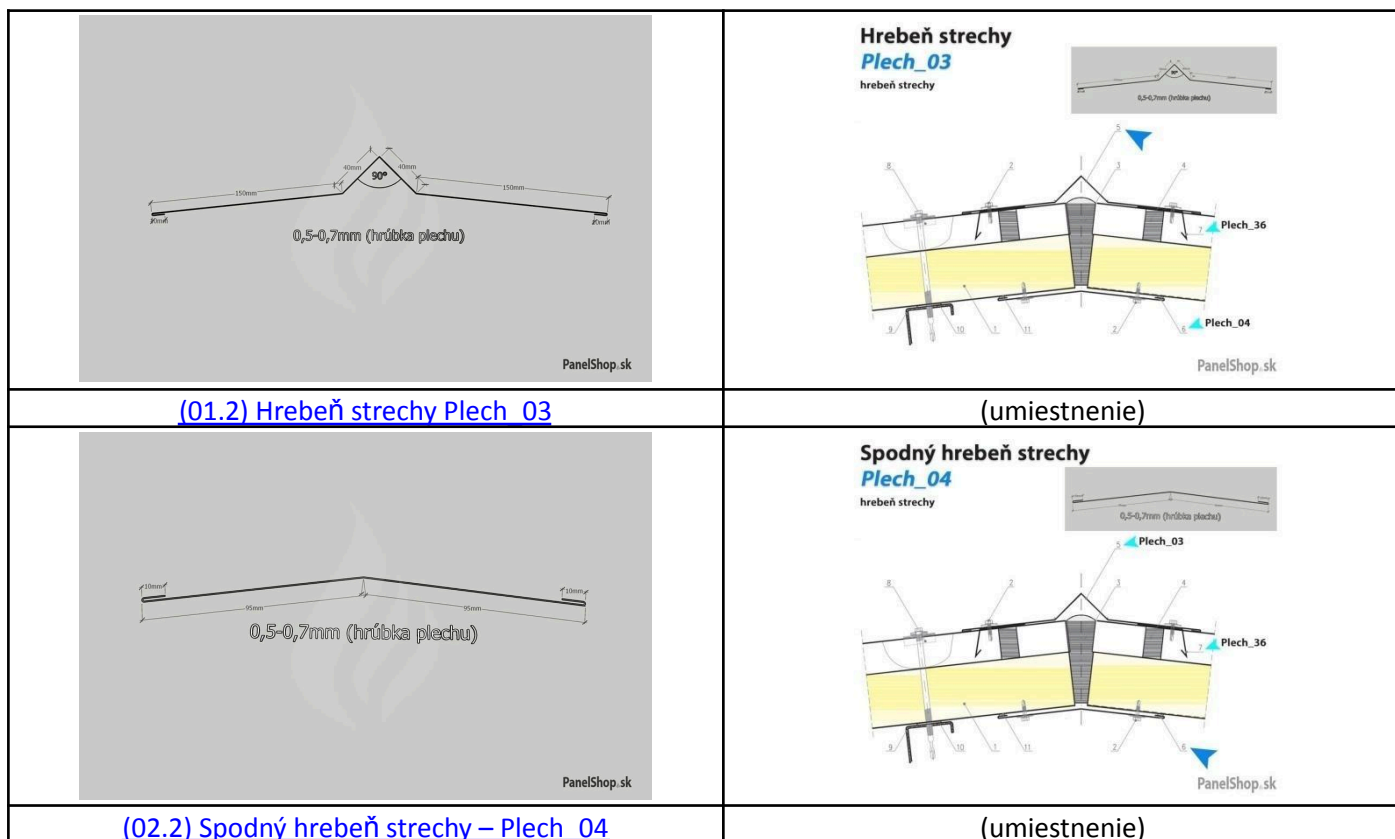 40mm
40mm
90°
150mm
150mm
0,5-0,7mm (hrúbka plechu)
PanelShop.sk
Hrebeň strechy
Plech_03
hrebeň strechy
90°
0,5-0,7mm (hrúbka plechu)
5
8
2
3
4
7
Plech_36
9
10
1
11
2
6
Plech_04
PanelShop.sk
(01.2) Hrebeň strechy Plech_03
(umiestnenie)
10mm
10mm
95mm
95mm
0,5-0,7mm (hrúbka plechu)
PanelShop.sk
Spodný hrebeň strechy
Plech_04
hrebeň strechy
0,5-0,7mm (hrúbka plechu)
5
Plech_03
8
2
3
4
7
Plech_36
9
10
1
11
2
6
PanelShop.sk
(02.2) Spodný hrebeň strechy – Plech_04
(umiestnenie)